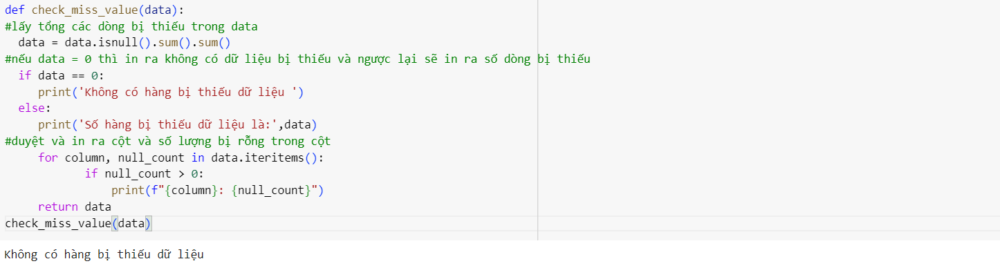 def check_miss_value(data):
#lấy tổng các dòng bị thiếu trong data
  data = data.isnull().sum().sum()
#nếu data = 0 thì in ra không có dữ liệu bị thiếu và ngược lại sẽ in ra số dòng bị thiếu
  if data == 0:
     print('Không có hàng bị thiếu dữ liệu ')
  else:
     print('Số hàng bị thiếu dữ liệu là:',data)
#duyệt và in ra cột và số lượng bị rỗng trong cột
     for column, null_count in data.iteritems():
            if null_count > 0:
                print(f"{column}: {null_count}")
     return data
check_miss_value(data)
Không có hàng bị thiếu dữ liệu